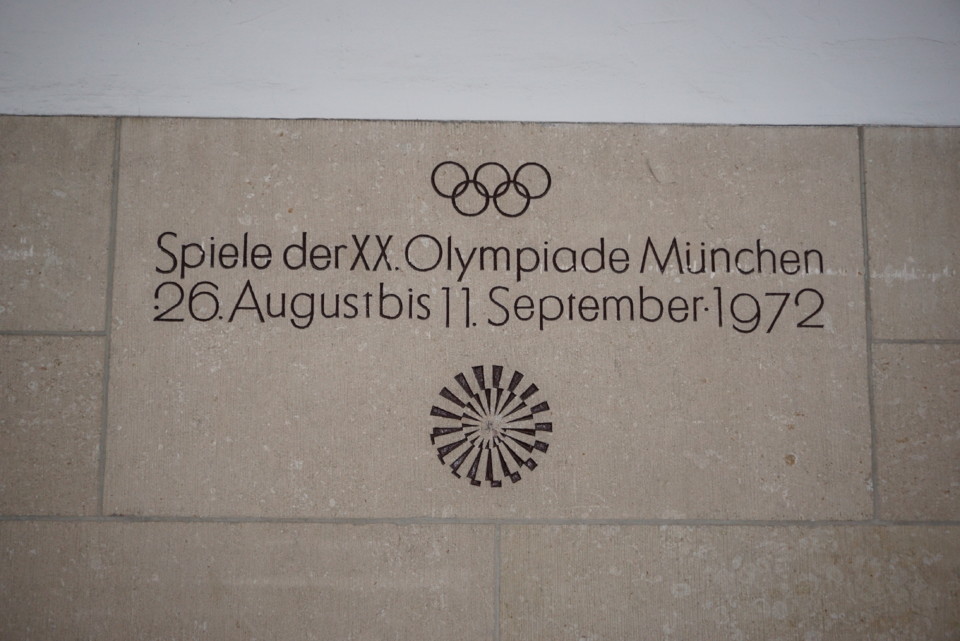 Spiele der XX. Olympiade München
26. August bis 11. September·1972